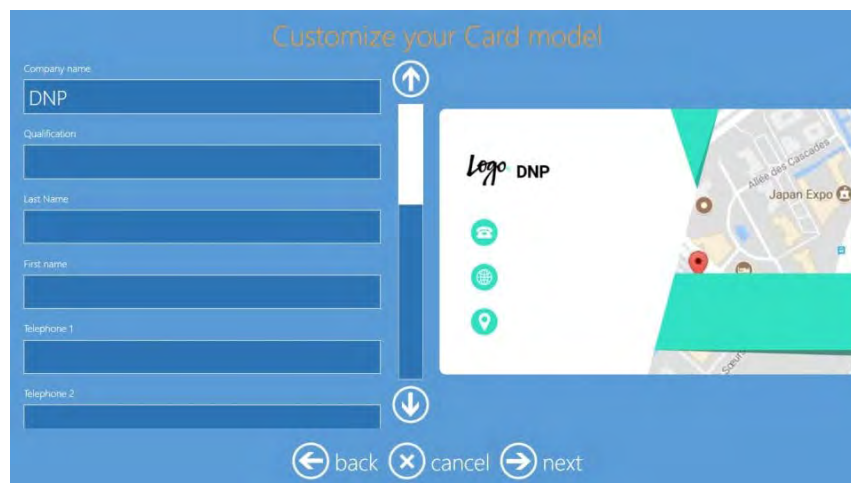 Customize your Card model
Company name
DNP
Qualification
Last Name
First name
Telephone 1
Telephone 2
Logo DNP
Allée des Cascades
Japan Expo
back cancel next